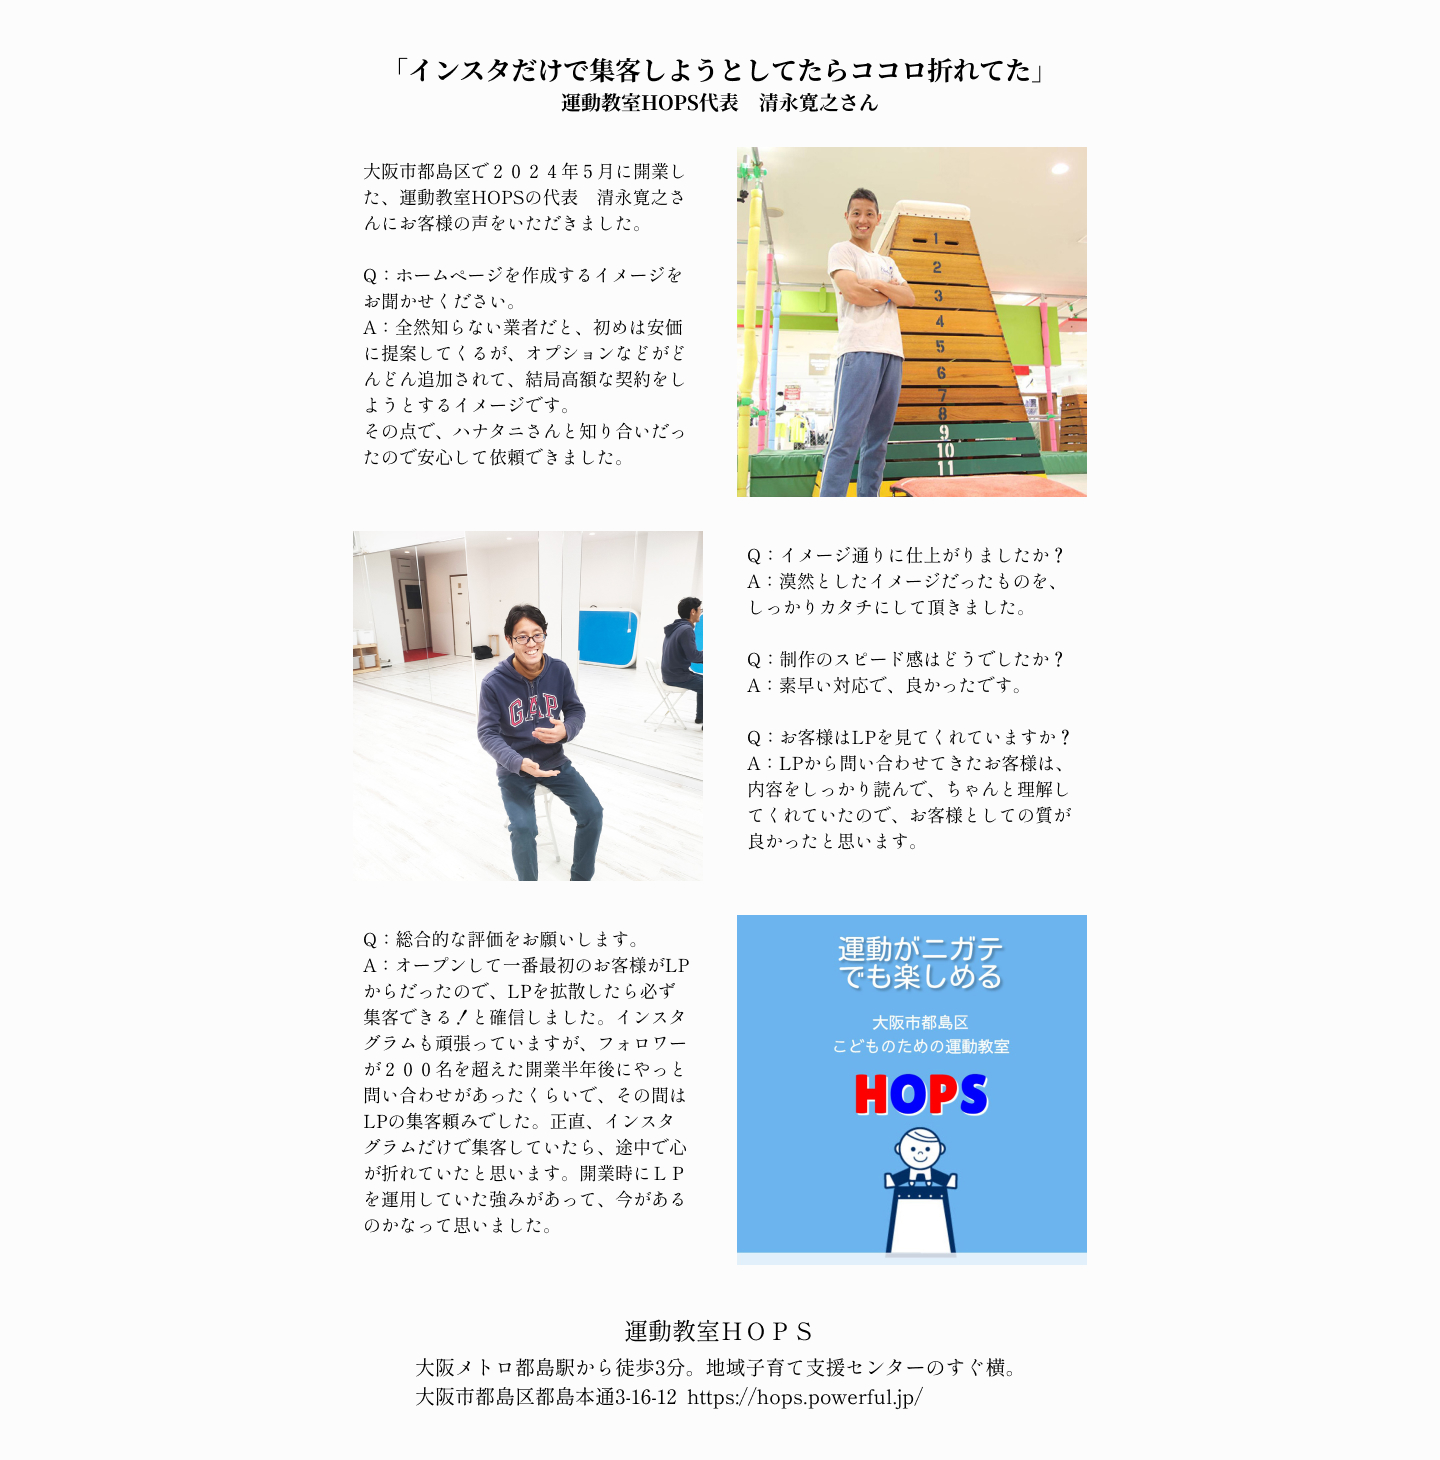 「インスタだけで集客しようとしてたらココロ折れてた」
運動教室HOPS代表　清永寛之さん
大阪市都島区で２０２４年５月に開業し
た、運動教室HOPSの代表　清永寛之さ
んにお客様の声をいただきました。
Q：ホームページを作成するイメージを
お聞かせください。
A：全然知らない業者だと、初めは安価
に提案してくるが、オプションなどがど
んどん追加されて、結局高額な契約をし
ようとするイメージです。
その点で、ハナタニさんと知り合いだっ
たので安心して依頼できました。
1
2
3
4
5
6
7
8
9
10
11
GAP
Q：イメージ通りに仕上がりましたか？
A：漠然としたイメージだったものを、
しっかりカタチにして頂きました。
Q：制作のスピード感はどうでしたか？
A：素早い対応で、良かったです。
Q：お客様はLPを見てくれていますか？
A：LPから問い合わせてきたお客様は、
内容をしっかり読んで、ちゃんと理解し
てくれていたので、お客様としての質が
良かったと思います。
Q：総合的な評価をお願いします。
A：オープンして一番最初のお客様がLP
からだったので、LPを拡散したら必ず
集客できる！と確信しました。インスタ
グラムも頑張っていますが、フォロワー
が２００名を超えた開業半年後にやっと
問い合わせがあったくらいで、その間は
LPの集客頼みでした。正直、インスタ
グラムだけで集客していたら、途中で心
が折れていたと思います。開業時にＬＰ
を運用していた強みがあって、今がある
のかなって思いました。
運動がニガテ
でも楽しめる
大阪市都島区
こどものための運動教室
HOPS
運動教室ＨＯＰＳ
大阪メトロ都島駅から徒歩3分。地域子育て支援センターのすぐ横。
大阪市都島区都島本通3-16-12 https://hops.powerful.jp/